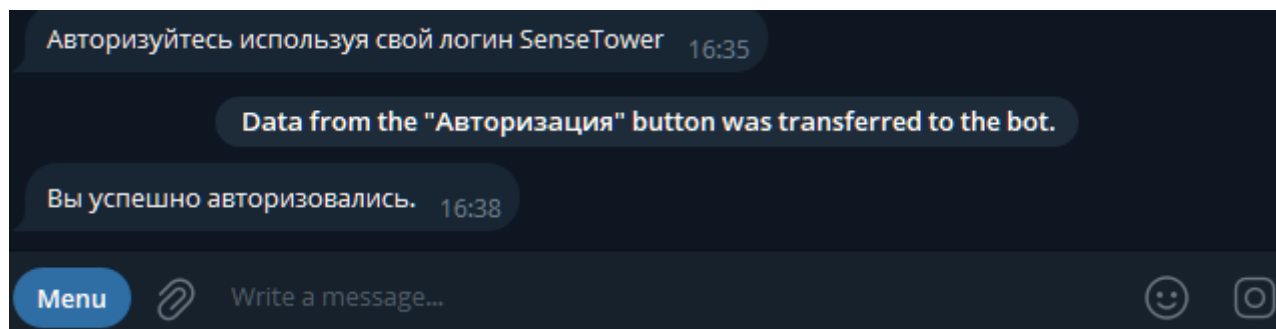 Авторизуйтесь используя свой логин SenseTower 16:35
Data from the "Авторизация" button was transferred to the bot.
Вы успешно авторизовались. 16:38
Menu Write a message...